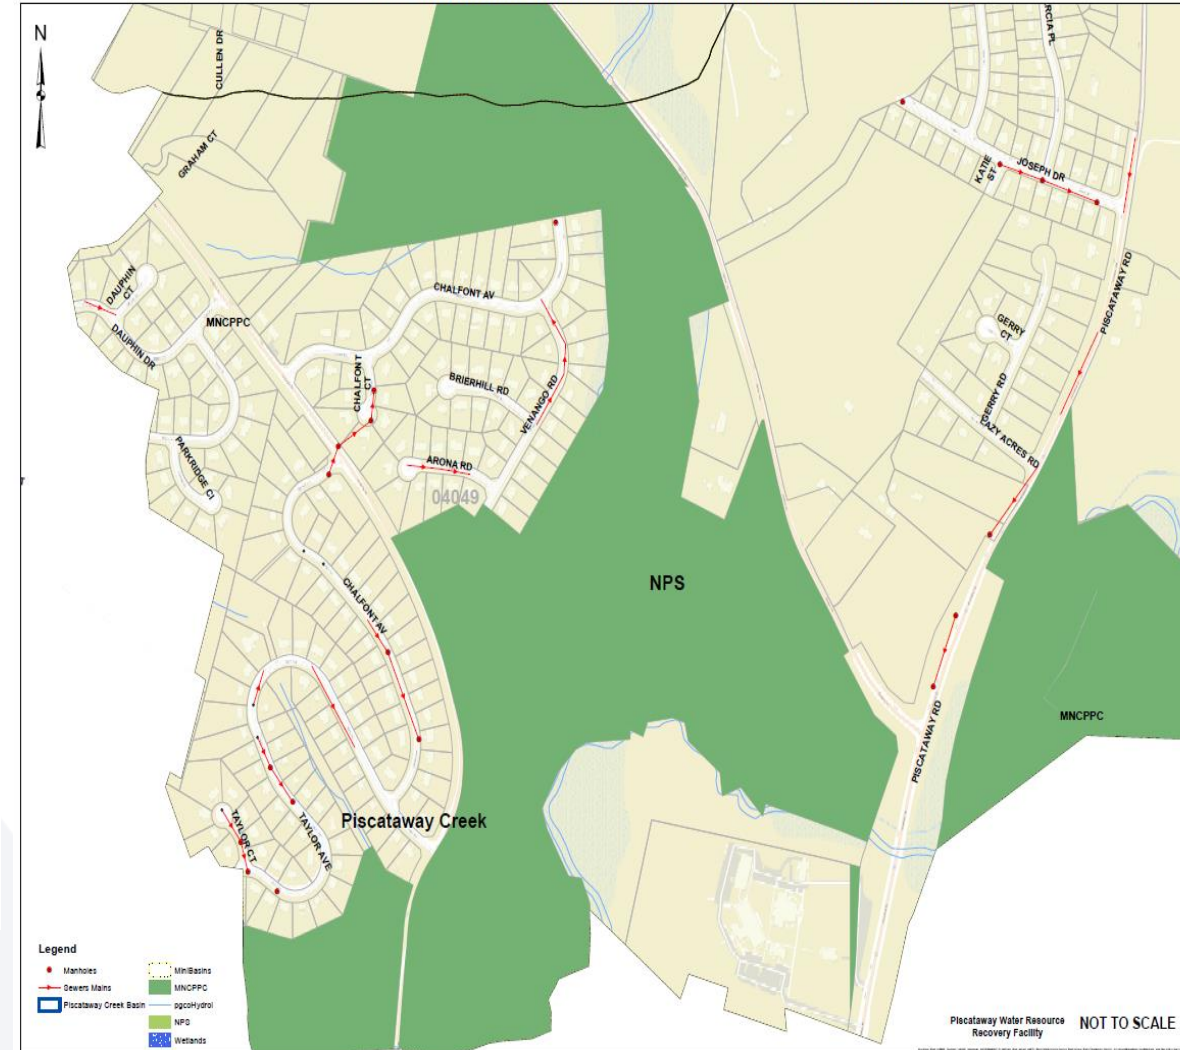 N
CULLEN DR
RCIA PL
GRAHAM CT
KATIE
ST
JOSEPH DR
DAUPHIN
CT
CHALFONT AV
PISCATAWAY RD
MNCPPC
DAUPHIN DR
GERRY
CT
CHALFONT
CT
BRIERHILL RD
VENANGO RD
GERRY RD
LAZY ACRES RD
PARKRIDGE CI
ARONA RD
04049
NPS
CHALFONT AV
MNCPPC
PISCATAWAY RD
Piscataway Creek
TAYLOR CT
TAYLOR AVE
Legend
Manholes
Sewers Mains
Piscataway Creek Basin
MiniBasins
MNCPPC
pgcoHydrol
NPS
Wetlands
Piscataway Water Resource
Recovery Facility
NOT TO SCALE